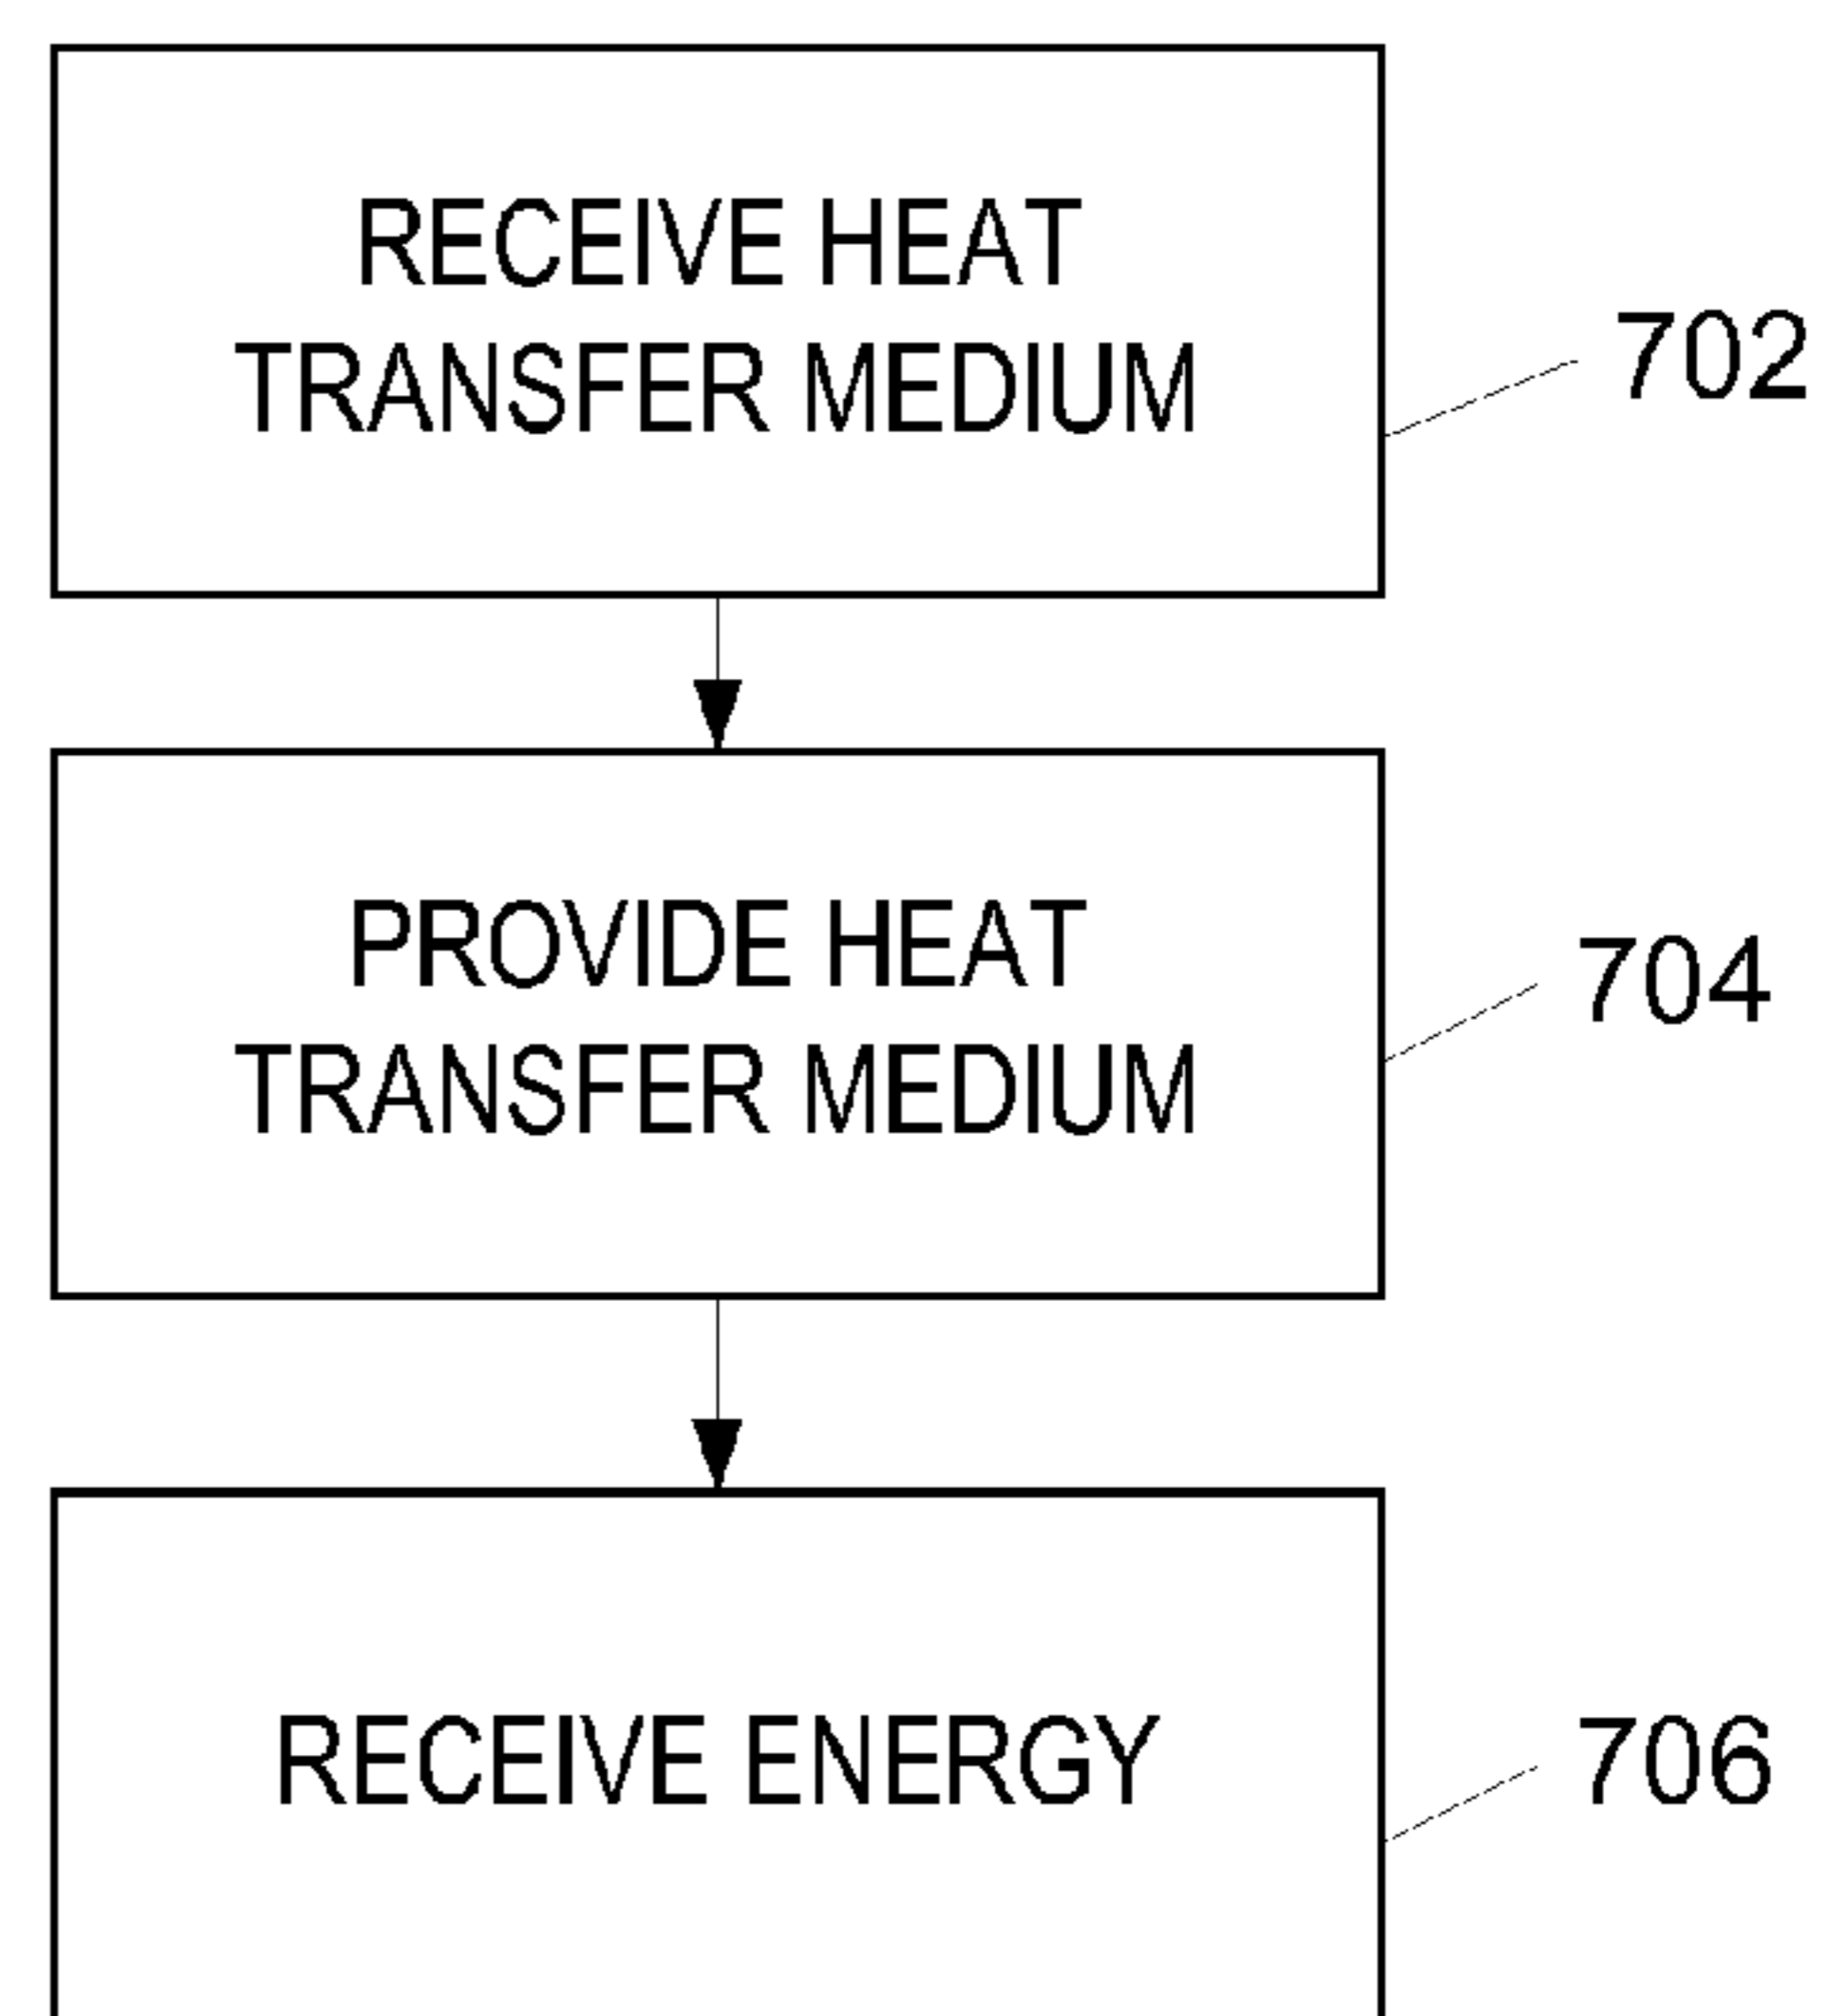 RECEIVE HEAT
TRANSFER MEDIUM
702
PROVIDE HEAT
TRANSFER MEDIUM
704
RECEIVE ENERGY
706